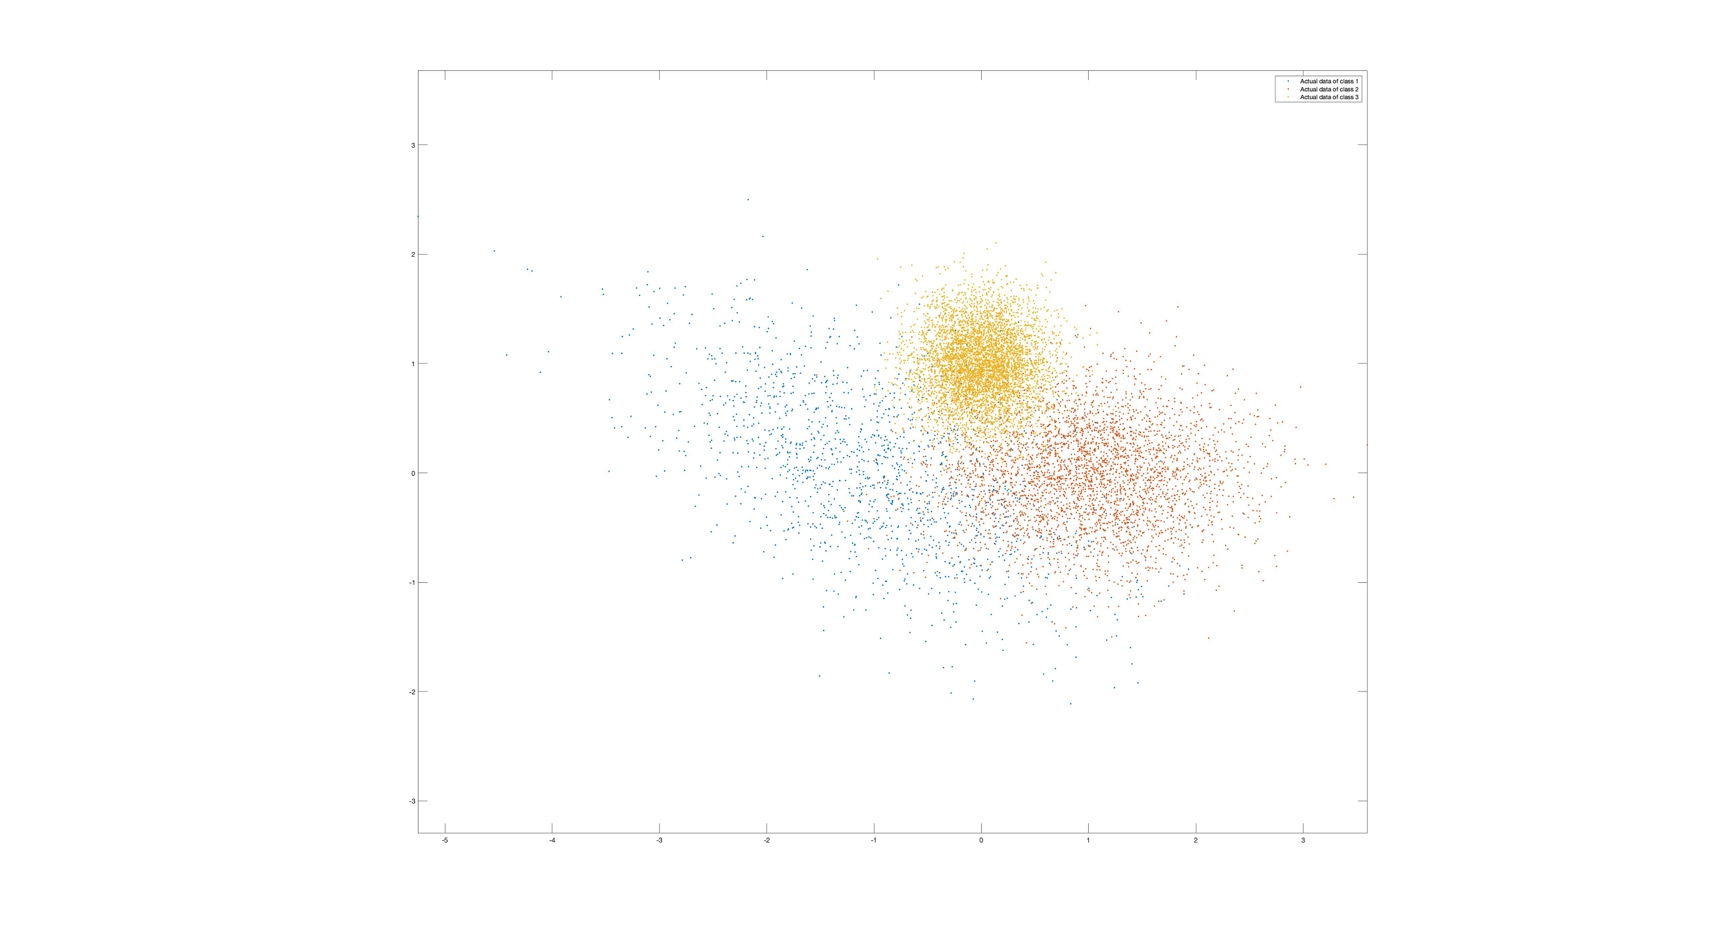 Actual data of class 1
Actual data of class 2
Actual data of class 3
3
2
1
0
-1
-2
-3
-5 -4 -3 -2 -1 0 1 2 3